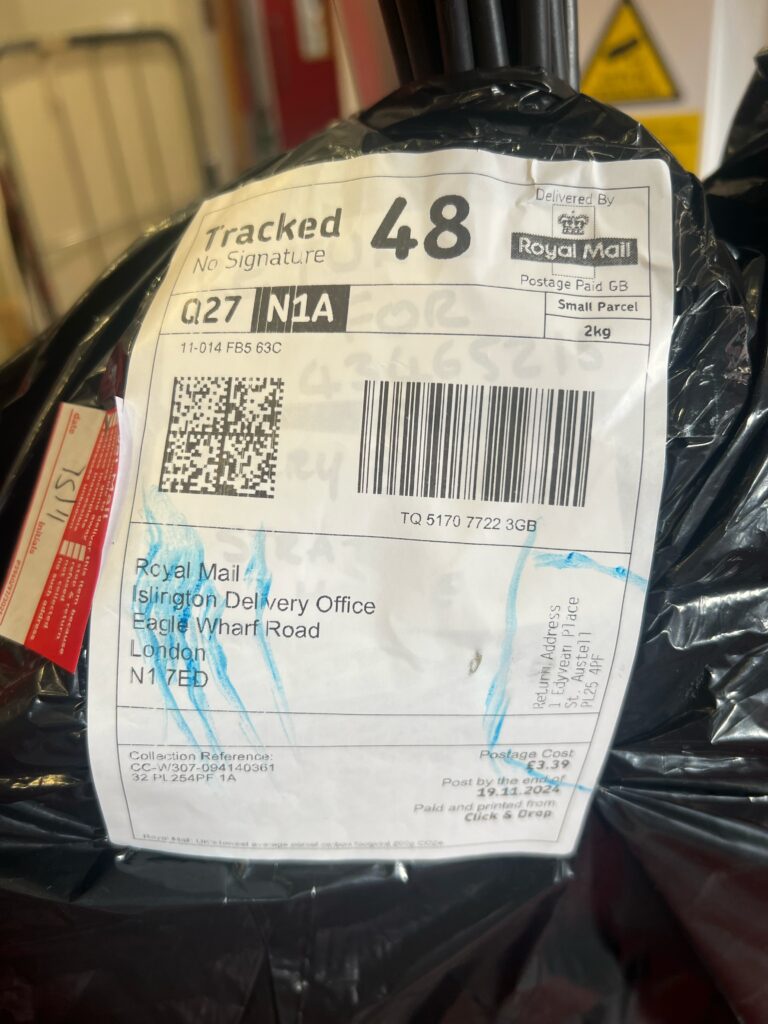 Tracked 48
No Signature
Delivered By
Royal Mail
Postage Paid GB
Q27 N1A
Small Parcel
2kg
11-014 FB5 63C
FOR
TQ 5170 7722 3GB
Royal Mail
Islington Delivery Office
Eagle Wharf Road
London
N1 7ED
Return Address
1 Edyvean Place
St. Austell
PL25 4PF
Collection Reference:
CC-W307-094140361
32 PL254PF 1A
Postage Cost
£3.39
Post by the end of
19.11.2024
Paid and printed from
Click & Drop
date
initials